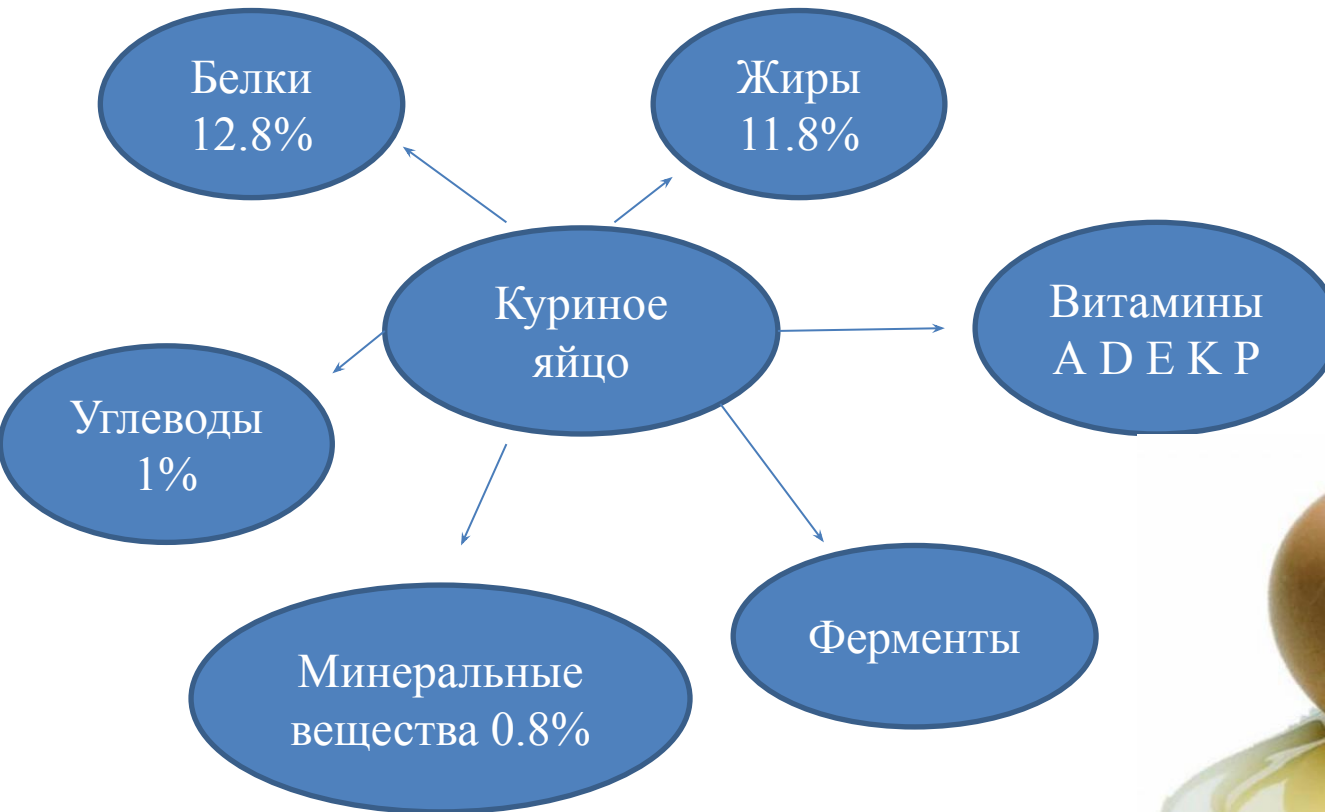 Белки
12.8%
Жиры
11.8%
Куриное
яйцо
Витамины
A D E K P
Углеводы
1%
Ферменты
Минеральные
вещества 0.8%